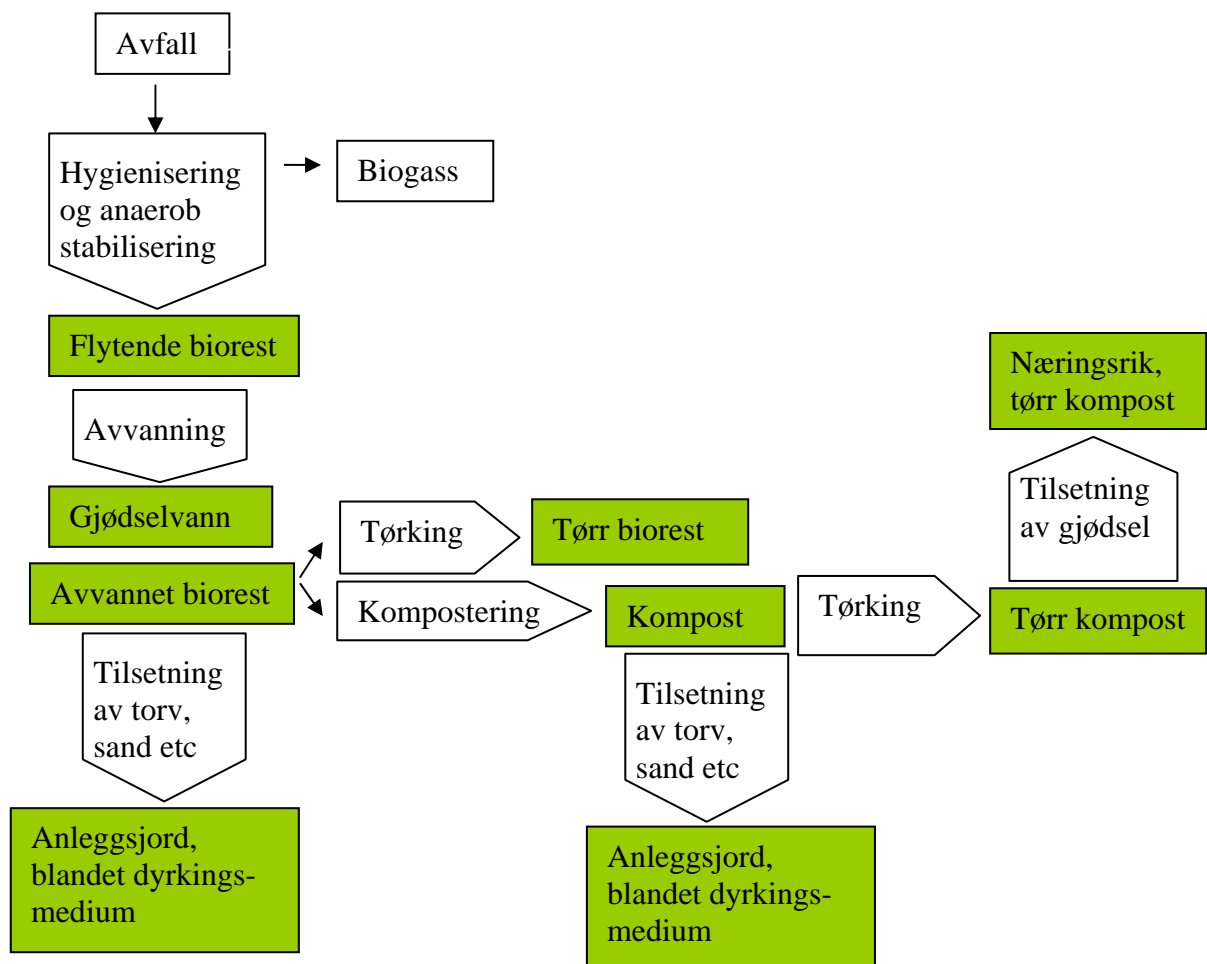 Avfall
Hygienisering
og anaerob
stabilisering
Biogass
Flytende biorest
Avvanning
Gjødselvann
Avvannet biorest
Tørking
Tørr biorest
Kompostering
Kompost
Tørking
Tørr kompost
Tilsetning
av gjødsel
Næringsrik,
tørr kompost
Tilsetning
av torv,
sand etc
Anleggsjord,
blandet dyrkings-
medium
Tilsetning
av torv,
sand etc
Anleggsjord,
blandet dyrkings-
medium